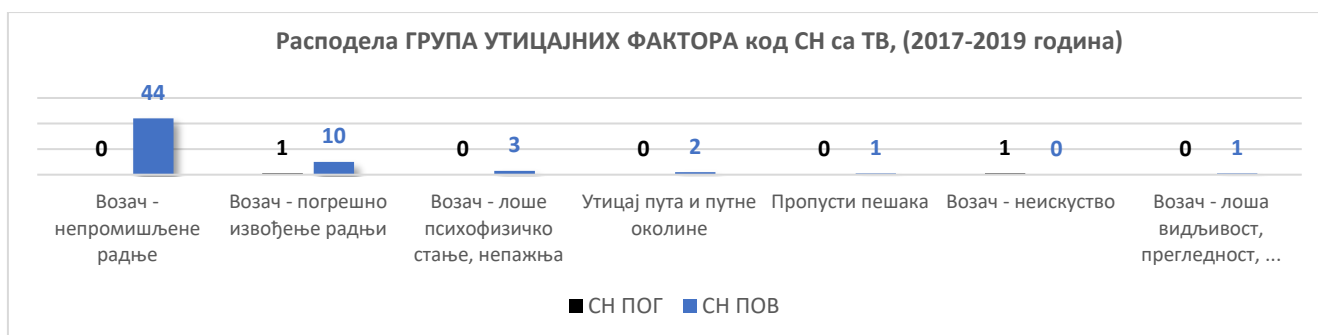 Расподела ГРУПА УТИЦАЈНИХ ФАКТОРА код СН са ТВ, (2017-2019 година)
0 44
1 10
0 3
0 2
0 1
1 0
0 1
Возач -
непромишљене
радње
Возач - погрешно
извођење радњи
Возач - лоше
психофизичко
стање, непажња
Утицај пута и путне
околине
Пропусти пешака
Возач - неискуство
Возач - лоша
видљивост,
прегледност, ...
СН ПОГ СН ПОВ